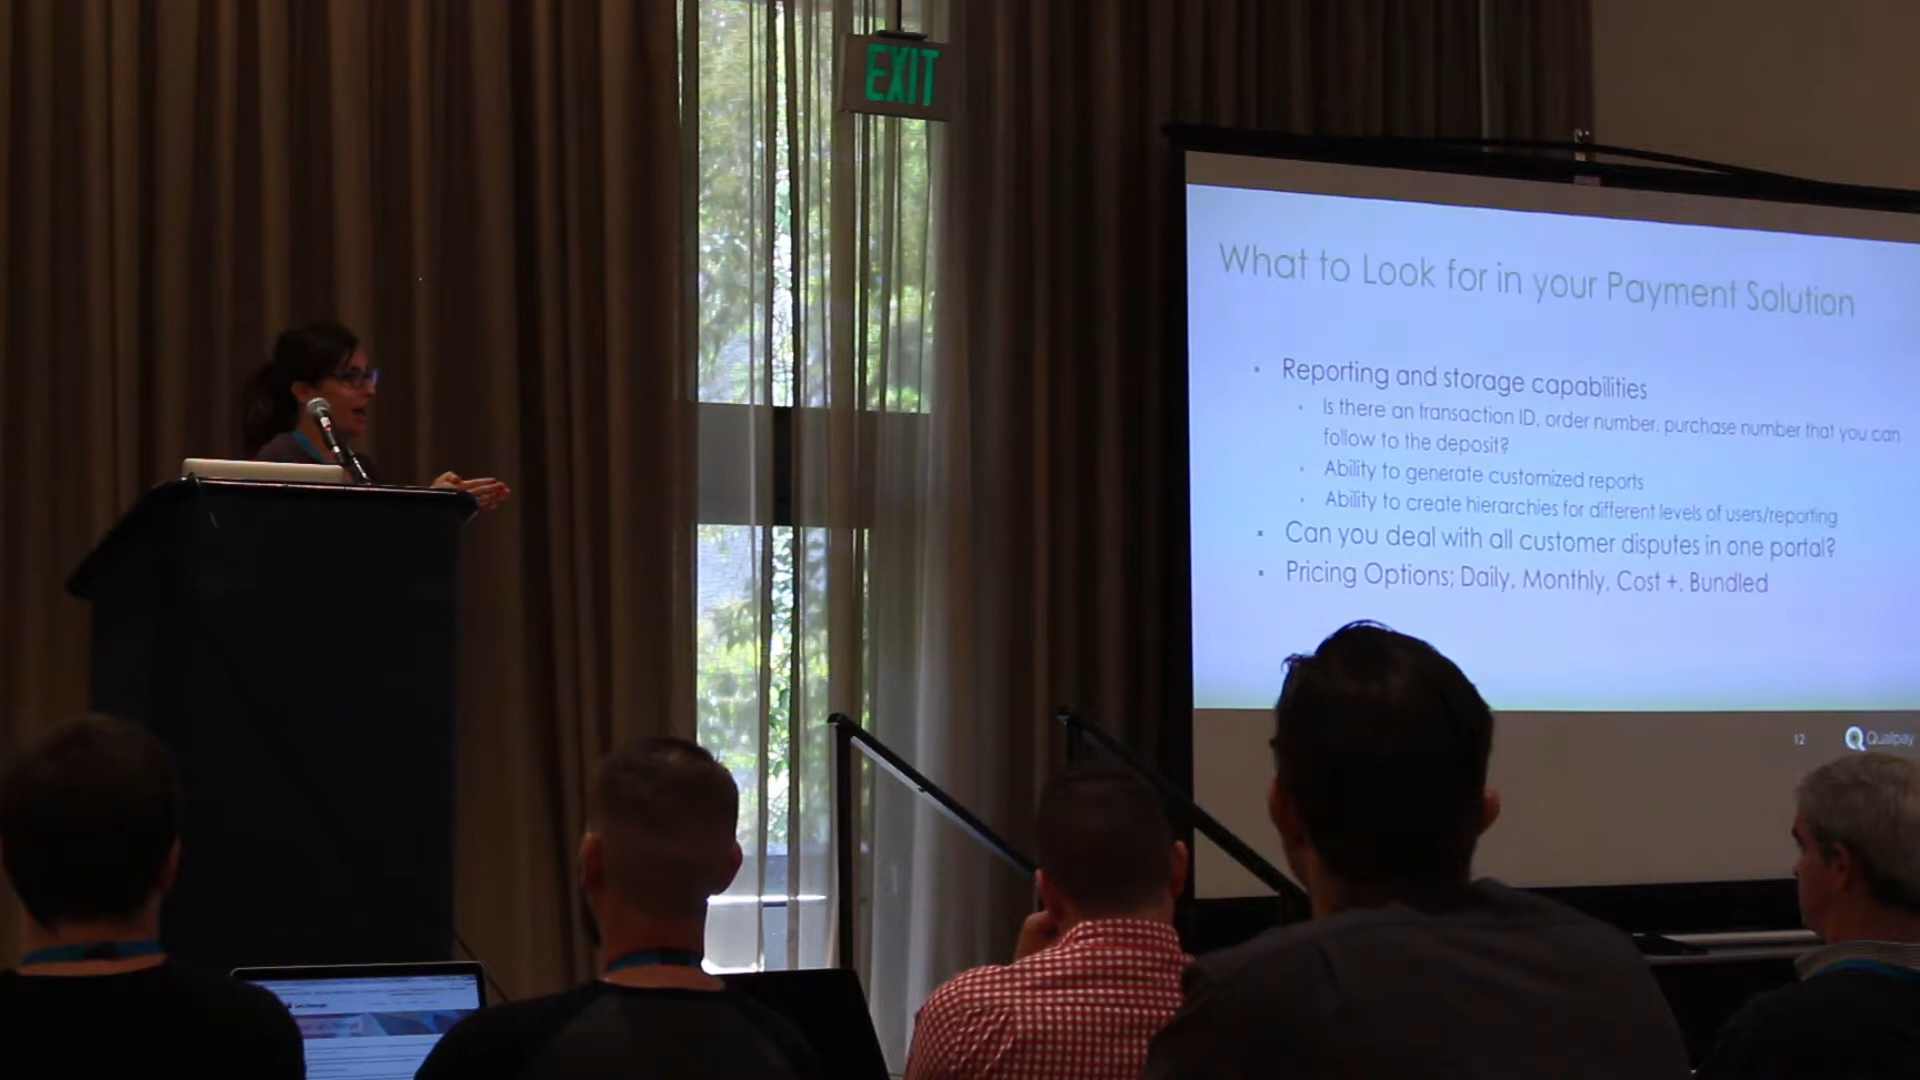 EXIT
What to Look for in your Payment Solution
Reporting and storage capabilities
Is there an transaction ID, order number, purchase number that you can
follow to the deposit?
Ability to generate customized reports
Ability to create hierarchies for different levels of users/reporting
Can you deal with all customer disputes in one portal?
Pricing Options; Daily, Monthly, Cost +, Bundled
12
Qualpay